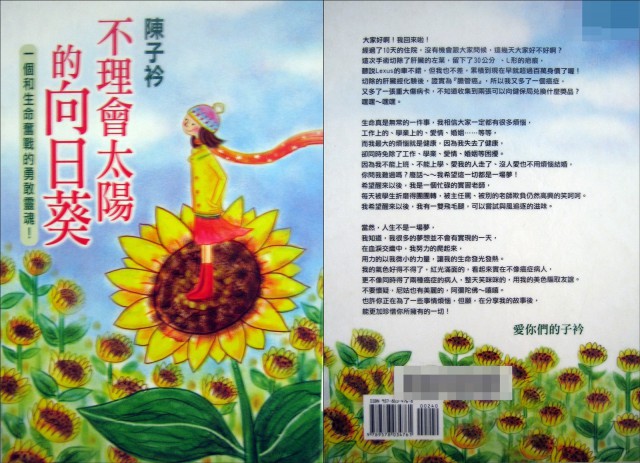 陳子衿
不理會太陽
的向日葵
一個和生命奮戰的勇敢靈魂！
大家好啊！我回來啦！
經過了10天的住院，沒有機會跟大家問候，這幾天大家好不好啊？
這次手術切除了肝臟的左葉，留下了30公分、L形的疤痕，
聽說Lexus的車不錯，但我也不差，累積到現在早就超過百萬身價了喔！
切除的肝臟經化驗後，證實為「膽管癌」，所以我又多了一個癌症，
又多了一張重大傷病卡，不知道收集到兩張可以向健保局兌換什麼獎品？
嘿嘿～嘿嘿。
生命真是無常的一件事，我相信大家一定都有很多煩惱，
工作上的、學業上的、愛情、婚姻……等等，
而我最大的煩惱就是健康，因為我失去了健康，
卻同時免除了工作、學業、愛情、婚姻等困擾。
因為我不能上班、不能上學、愛我的人走了、沒人愛也不用煩惱結婚，
你問我難過嗎？廢話～～我希望這一切都是一場夢！
希望醒來以後，我是一個忙碌的實習老師，
每天被學生折磨得團團轉，被主任罵，被別的老師欺負仍然高興的笑呵呵。
我希望醒來以後，我有一雙飛毛腿，可以嘗試與風追逐的滋味。
當然，人生不是一場夢，
我知道，我很多的夢想並不會有實現的一天，
在血淚交織中，我努力的爬起來，
用力的以我微小的力量，讓我的生命發光發熱。
我的氣色好得不得了，紅光滿面的，看起來實在不像癌症病人，
更不像同時得了兩種癌症的病人，整天笑咪咪的，用我的美色騙取友誼。
不要懷疑，尼姑也有美麗的，阿彌陀佛～嘻嘻。
也許你正在為了一些事情煩惱，但願，在分享我的故事後，
能更加珍惜你所擁有的一切！
愛你們的子衿
00240